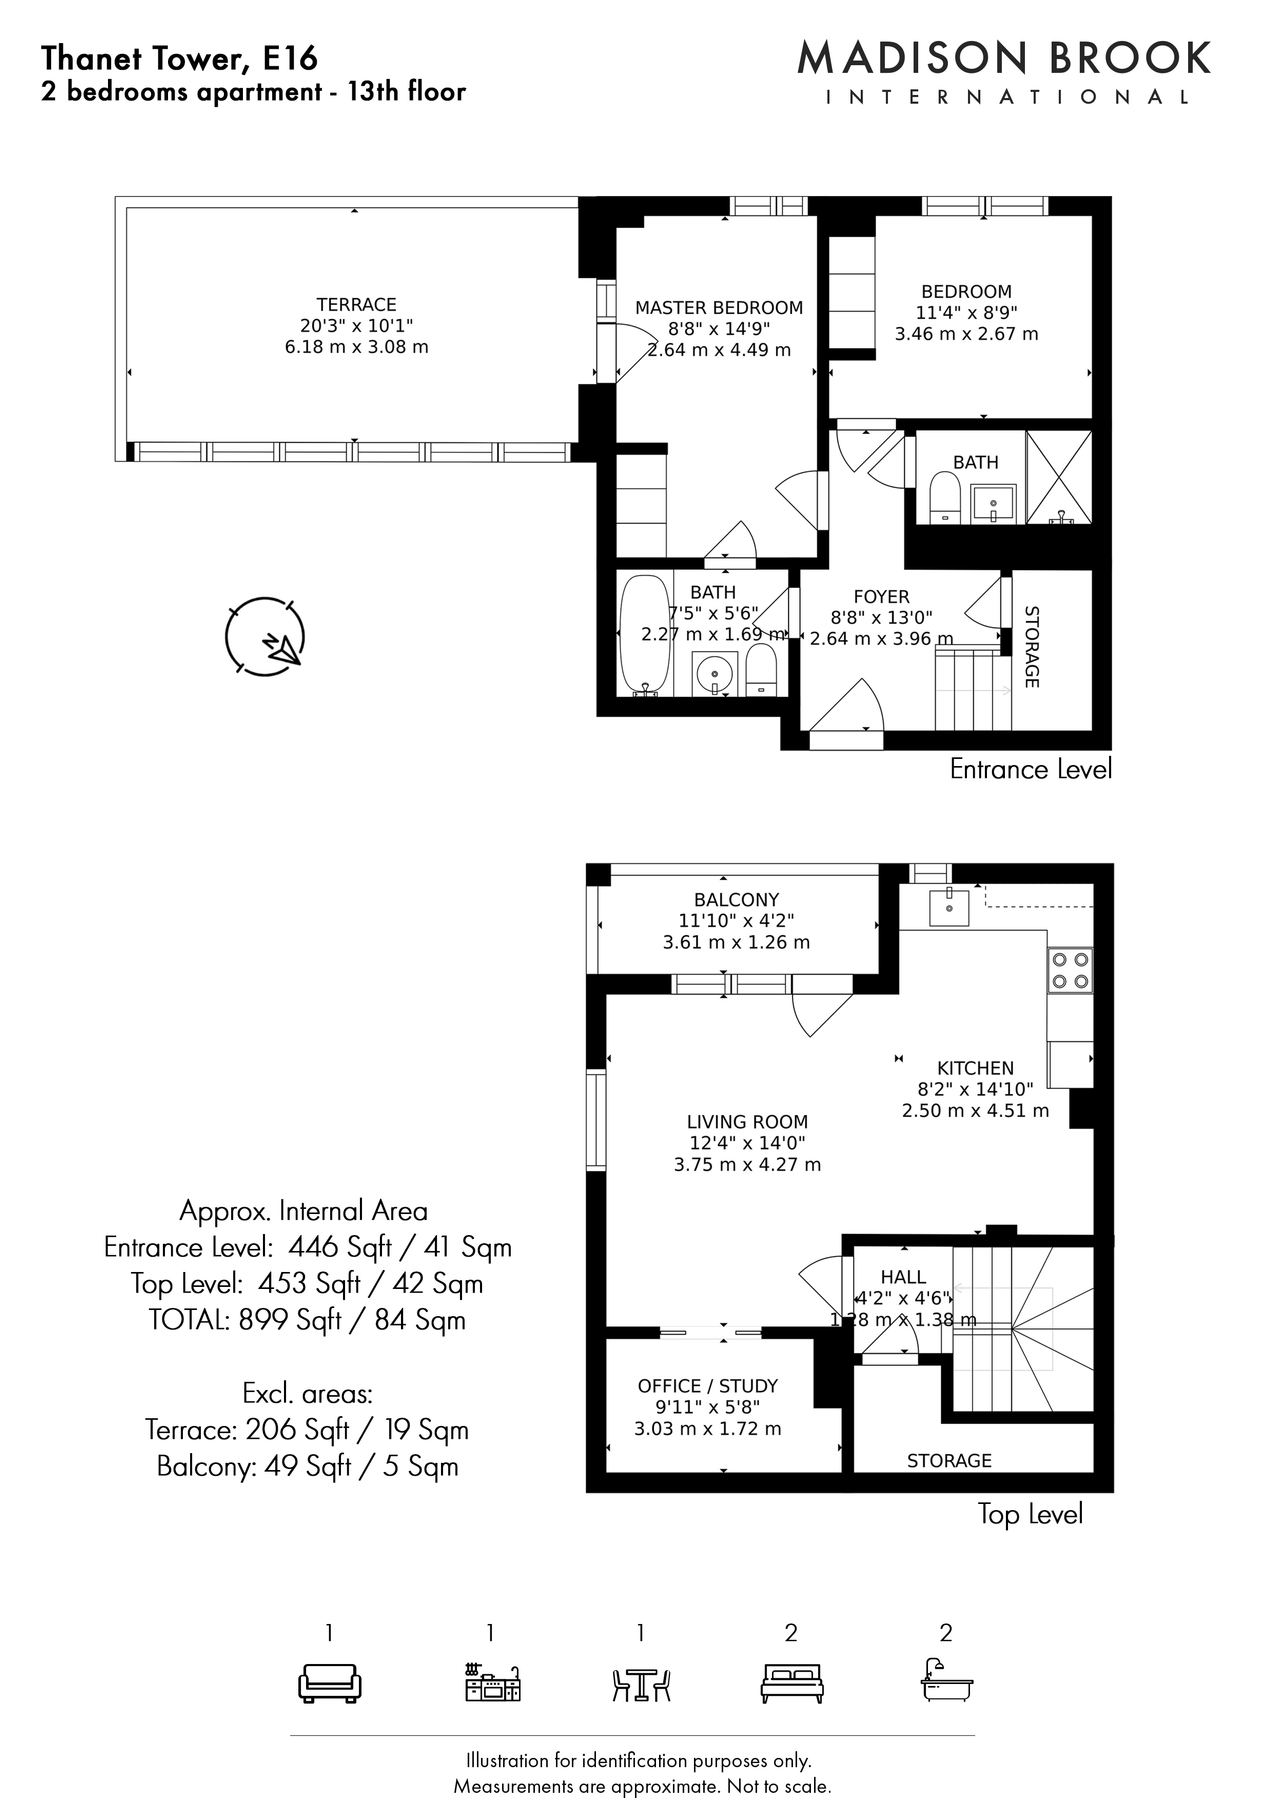 Thanet Tower, E16
2 bedrooms apartment - 13th floor
MADISON BROOK
INTERNATIONAL
TERRACE
20'3" x 10'1"
6.18 m x 3.08 m
MASTER BEDROOM
8'8" x 14'9"
2.64 m x 4.49 m
BEDROOM
11'4" x 8'9"
3.46 m x 2.67 m
BATH
BATH
7'5" x 5'6"
2.27 m x 1.69 m
FOYER
8'8" x 13'0"
2.64 m x 3.96 m
STORAGE
N
Entrance Level
BALCONY
11'10" x 4'2"
3.61 m x 1.26 m
KITCHEN
8'2" x 14'10"
2.50 m x 4.51 m
LIVING ROOM
12'4" x 14'0"
3.75 m x 4.27 m
HALL
4'2" x 4'6"
1.28 m x 1.38 m
OFFICE / STUDY
9'11" x 5'8"
3.03 m x 1.72 m
STORAGE
Top Level
Approx. Internal Area
Entrance Level: 446 Sqft / 41 Sqm
Top Level: 453 Sqft / 42 Sqm
TOTAL: 899 Sqft / 84 Sqm
Excl. areas:
Terrace: 206 Sqft / 19 Sqm
Balcony: 49 Sqft / 5 Sqm
1 1 1 2 2
Illustration for identification purposes only.
Measurements are approximate. Not to scale.